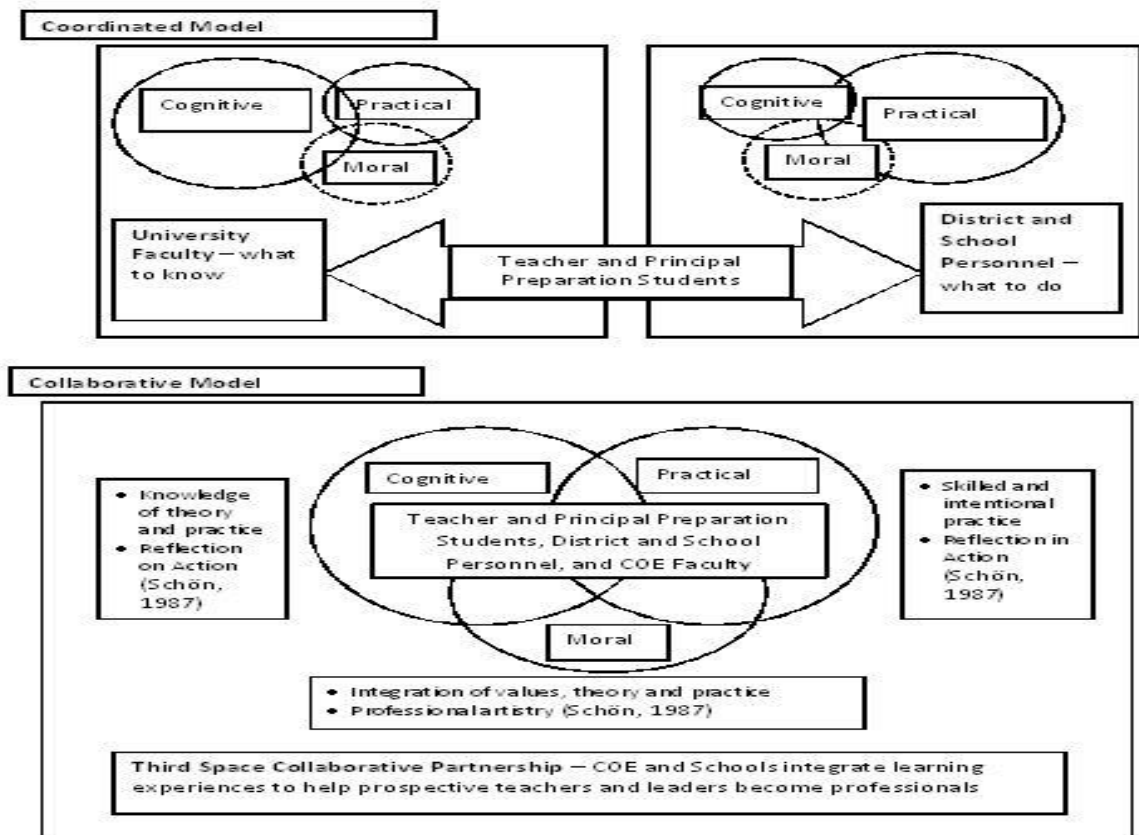 Coordinated Model
Cognitive
Practical
Moral
Cognitive
Practical
Moral
University
Faculty – what
to know
Teacher and Principal
Preparation Students
District and
School
Personnel –
what to do
Collaborative Model
Cognitive
Practical
• Knowledge
of theory
and practice
• Reflection
on Action
(Schön,
1987)
Teacher and Principal Preparation
Students, District and School
Personnel, and COE Faculty
• Skilled and
intentional
practice
• Reflection in
Action
(Schön,
1987)
Moral
• Integration of values, theory and practice
• Professional artistry (Schön, 1987)
Third Space Collaborative Partnership – COE and Schools integrate learning
experiences to help prospective teachers and leaders become professionals